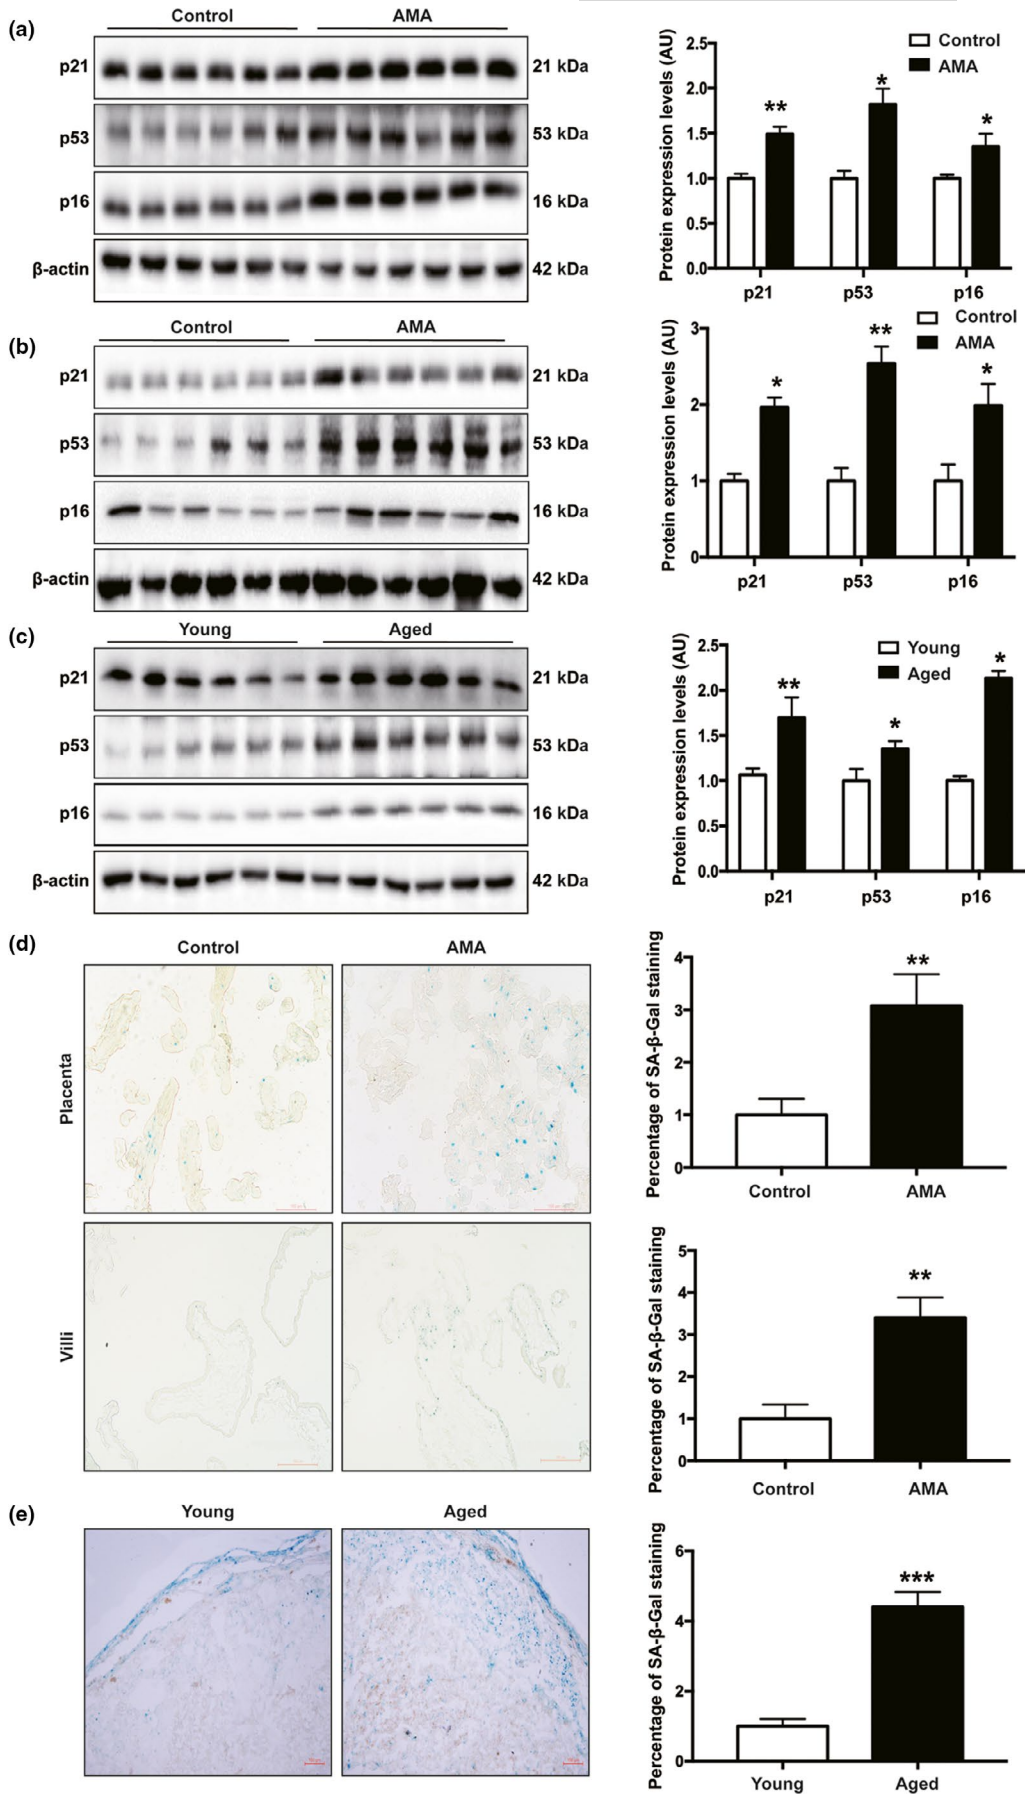 (a)
Control AMA
p21 21 kDa
p53 53 kDa
p16 16 kDa
β-actin 42 kDa
Protein expression levels (AU)
2.5
2.0
1.5
1.0
0.5
0.0
Control
AMA
** * *
p21 p53 p16
(b)
Control AMA
p21 21 kDa
p53 53 kDa
p16 16 kDa
β-actin 42 kDa
Protein expression levels (AU)
3
2
1
0
Control
AMA
* ** *
p21 p53 p16
(c)
Young Aged
p21 21 kDa
p53 53 kDa
p16 16 kDa
β-actin 42 kDa
Protein expression levels (AU)
2.5
2.0
1.5
1.0
0.5
0.0
Young
Aged
** * *
p21 p53 p16
(d)
Control AMA
Placenta
Percentage of SA-β-Gal staining
4
3
2
1
0
**
Control AMA
Villi
Percentage of SA-β-Gal staining
5
4
3
2
1
0
**
Control AMA
(e)
Young Aged
Percentage of SA-β-Gal staining
6
4
2
0
***
Young Aged